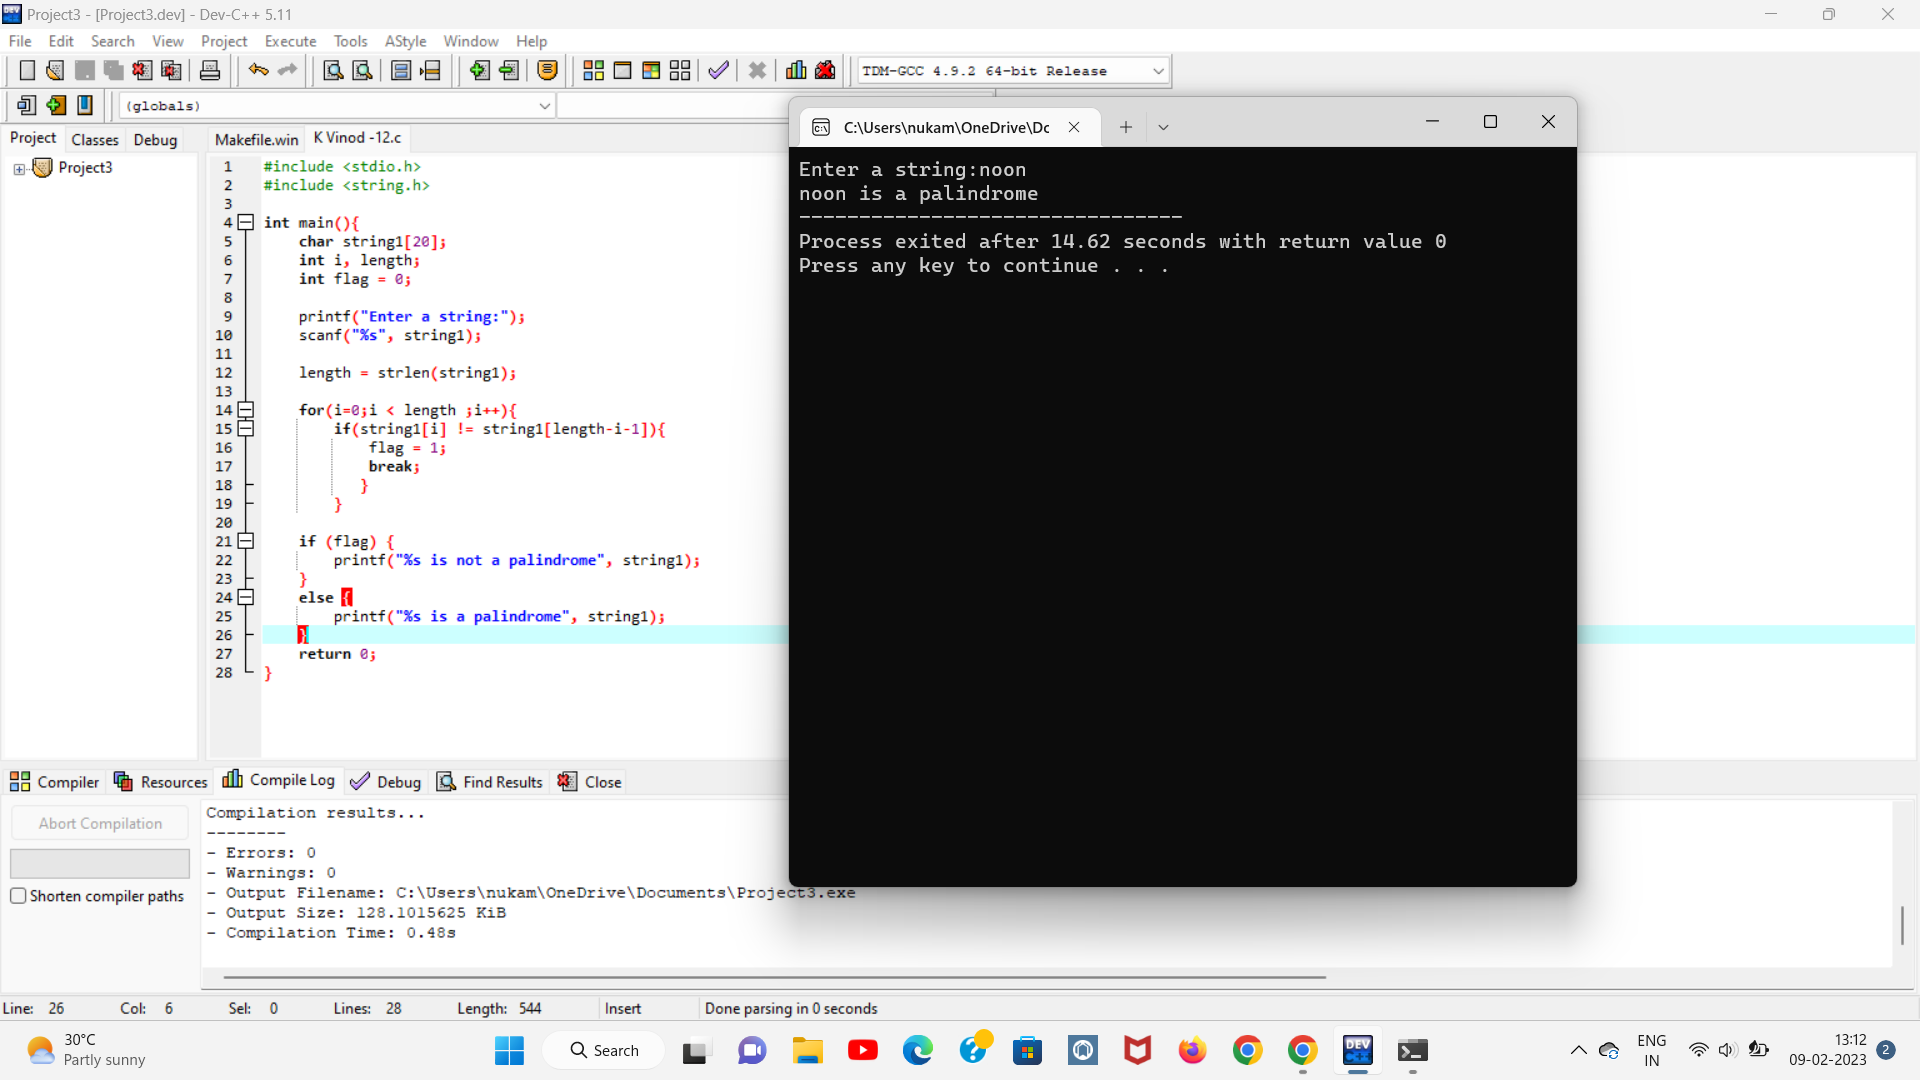 Project3 - [Project3.dev] - Dev-C++ 5.11
File Edit Search View Project Execute Tools AStyle Window Help
TDM-GCC 4.9.2 64-bit Release
(globals)
Project Classes Debug
Makefile.win K Vinod -12.c
Project3
1 #include <stdio.h>
2 #include <string.h>
3
4 int main(){
5 char string1[20];
6 int i, length;
7 int flag = 0;
8
9 printf("Enter a string:");
10 scanf("%s", string1);
11
12 length = strlen(string1);
13
14 for(i=0;i < length ;i++){
15 if(string1[i] != string1[length-i-1]){
16 flag = 1;
17 break;
18 }
19 }
20
21 if (flag) {
22 printf("%s is not a palindrome", string1);
23 }
24 else {
25 printf("%s is a palindrome", string1);
26 }
27 return 0;
28 }
C:\Users\nukam\OneDrive\Dc
Enter a string:noon
noon is a palindrome
--------------------------------
Process exited after 14.62 seconds with return value 0
Press any key to continue . . .
Compiler Resources Compile Log Debug Find Results Close
Abort Compilation
Shorten compiler paths
Compilation results...
--------
- Errors: 0
- Warnings: 0
- Output Filename: C:\Users\nukam\OneDrive\Documents\Project3.exe
- Output Size: 128.1015625 KiB
- Compilation Time: 0.48s
Line: 26 Col: 6 Sel: 0 Lines: 28 Length: 544 Insert Done parsing in 0 seconds
30°C
Partly sunny
Search
DEV
ENG
IN
13:12
09-02-2023
2